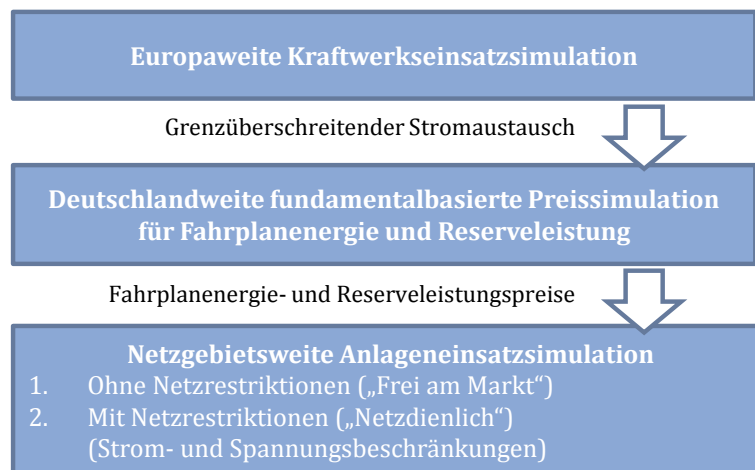 Europaweite Kraftwerkseinsatzsimulation
Grenzüberschreitender Stromaustausch
Deutschlandweite fundamentalbasierte Preissimulation
für Fahrplanenergie und Reserveleistung
Fahrplanenergie- und Reserveleistungspreise
Netzgebietsweite Anlageneinsatzsimulation
1. Ohne Netzrestriktionen („Frei am Markt“)
2. Mit Netzrestriktionen („Netzdienlich“)
(Strom- und Spannungsbeschränkungen)